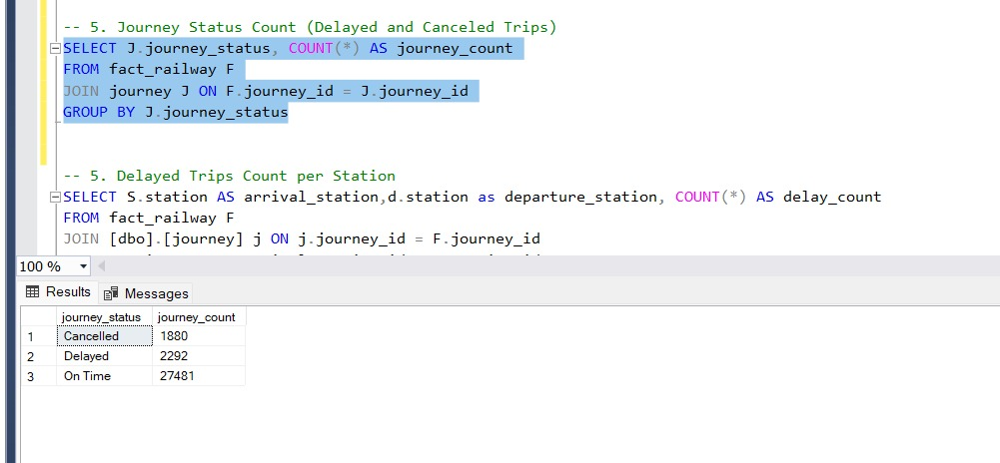 -- 5. Journey Status Count (Delayed and Canceled Trips)
SELECT J.journey_status, COUNT(*) AS journey_count
FROM fact_railway F
JOIN journey J ON F.journey_id = J.journey_id
GROUP BY J.journey_status
-- 5. Delayed Trips Count per Station
SELECT S.station AS arrival_station,d.station as departure_station, COUNT(*) AS delay_count
FROM fact_railway F
JOIN [dbo].[journey] j ON j.journey_id = F.journey_id
100 %
Results Messages
journey_status journey_count
1 Cancelled 1880
2 Delayed 2292
3 On Time 27481